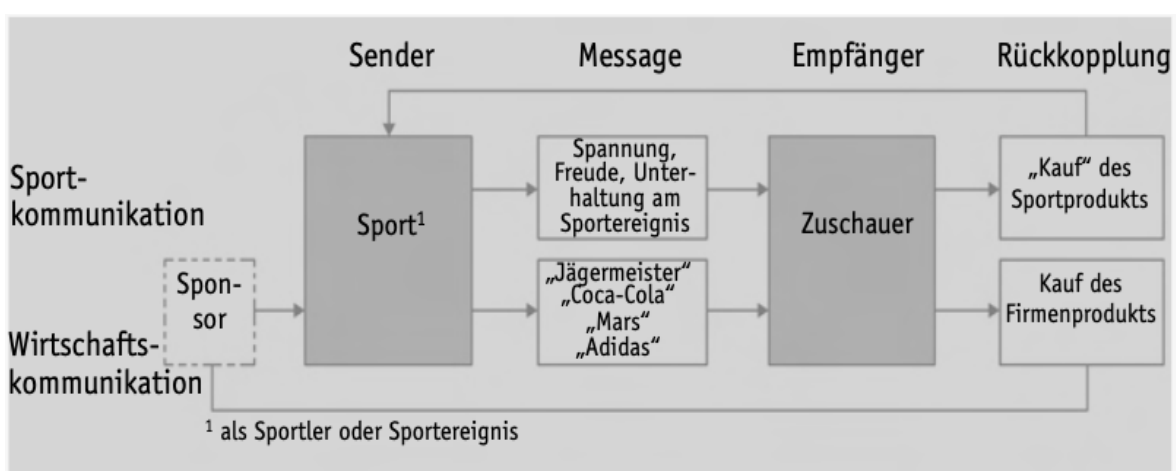 Sender Message Empfänger Rückkopplung
Sport-
kommunikation
Sport¹
Spannung,
Freude, Unter-
haltung am
Sportereignis
Zuschauer
„Kauf“ des
Sportprodukts
Wirtschafts-
kommunikation
Spon-
sor
„Jägermeister“
„Coca-Cola“
„Mars“
„Adidas“
Kauf des
Firmenprodukts
¹ als Sportler oder Sportereignis